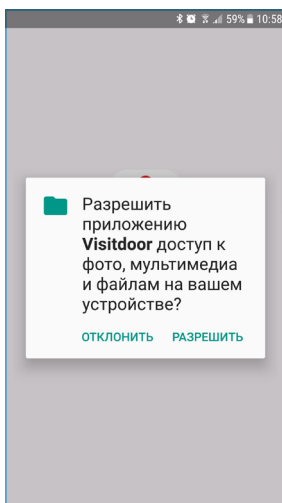 59% 10:58
Разрешить
приложению
Visitdoor доступ к
фото, мультимедиа
и файлам на вашем
устройстве?
ОТКЛОНИТЬ РАЗРЕШИТЬ